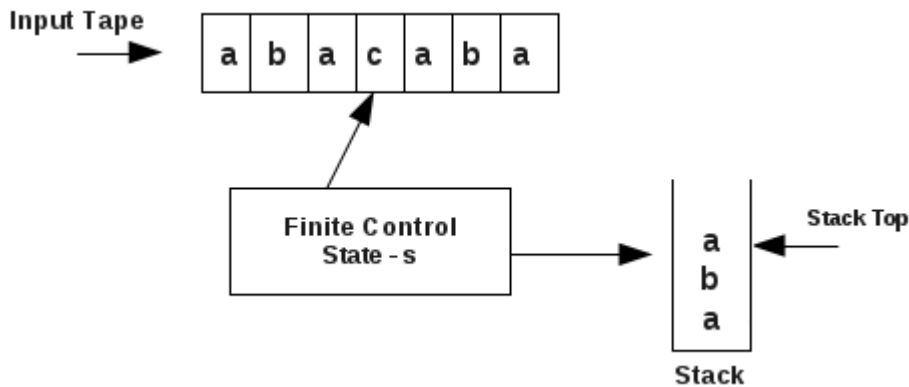 Input Tape
a b a c a b a
Finite Control
State - s
Stack Top
a
b
a
Stack